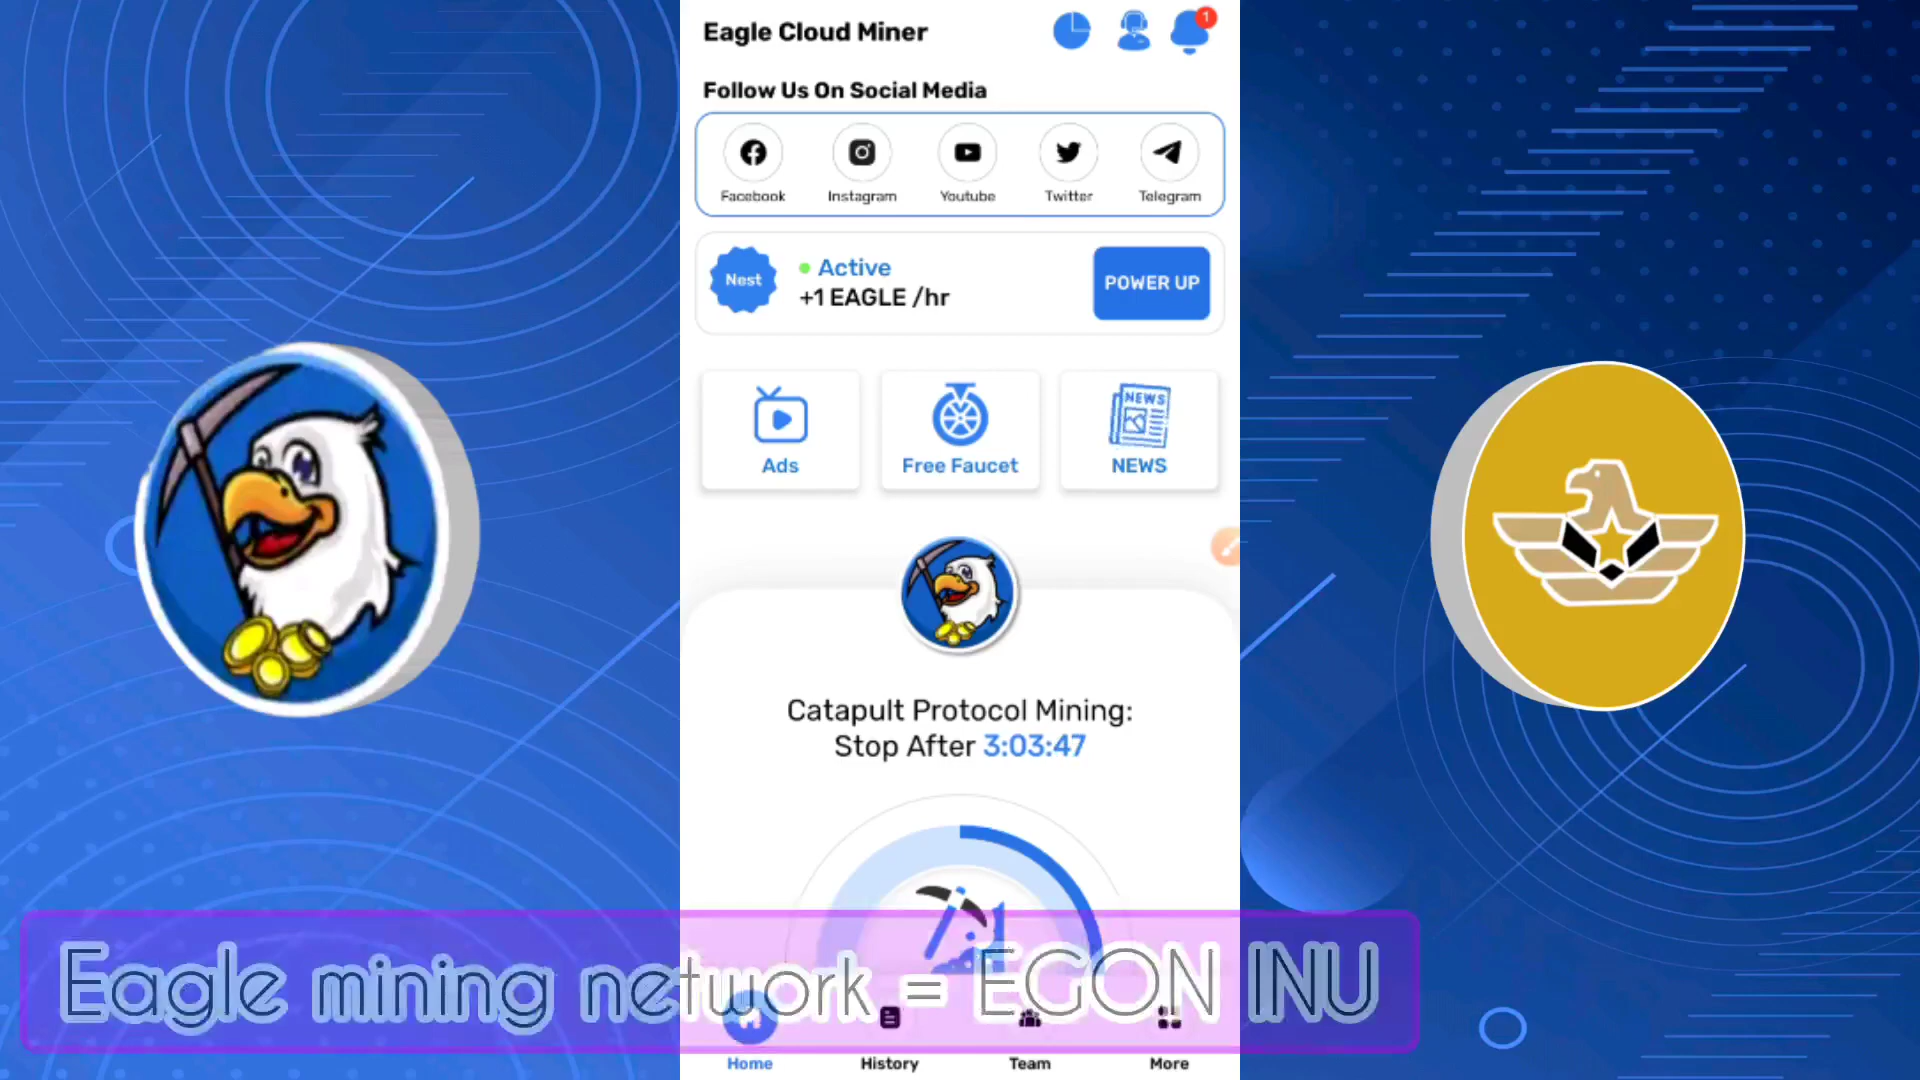 Eagle Cloud Miner
1
Follow Us On Social Media
Facebook
Instagram
Youtube
Twitter
Telegram
Nest
Active
+1 EAGLE /hr
POWER UP
Ads
Free Faucet
NEWS
NEWS
Catapult Protocol Mining:
Stop After 3:03:47
Eagle mining network = EGON INU
Home
History
Team
More